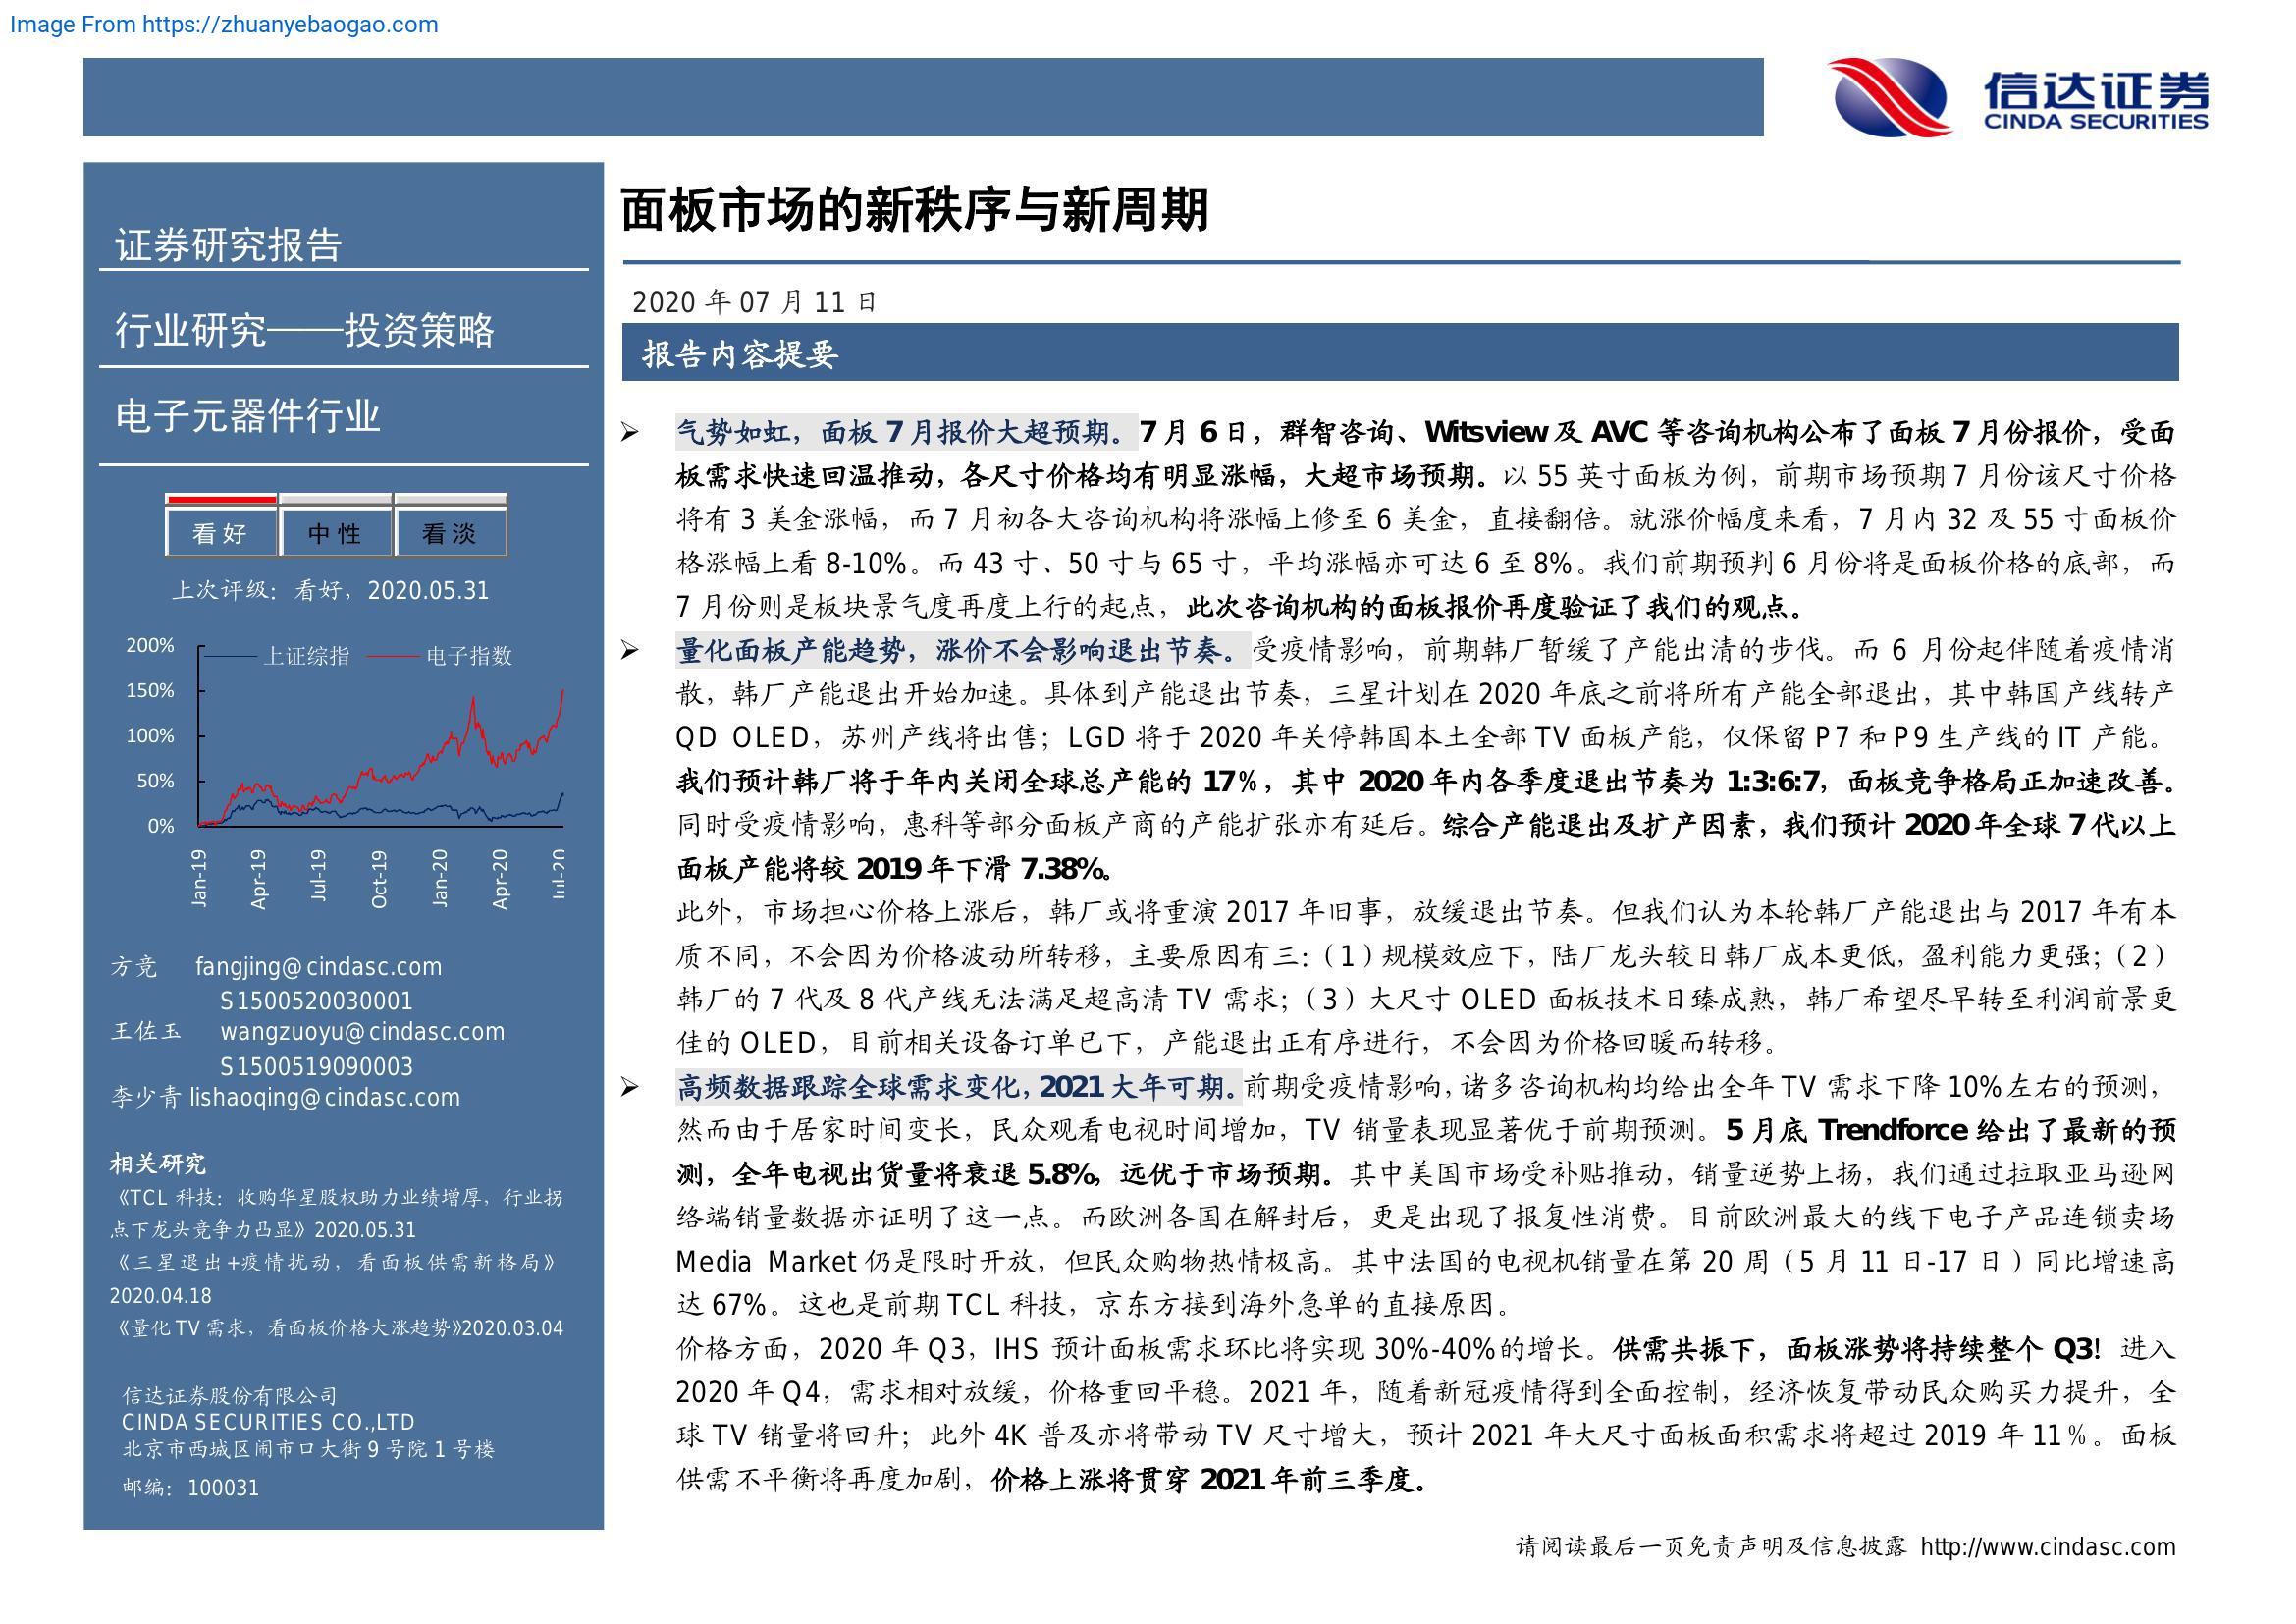 Image From https://zhuanyebaogao.com
信达证券
CINDA SECURITIES
证券研究报告
行业研究——投资策略
电子元器件行业
看好 中性 看淡
上次评级：看好，2020.05.31
上证综指 电子指数
200%
150%
100%
50%
0%
Jan-19 Apr-19 Jul-19 Oct-19 Jan-20 Apr-20 Jul-20
方竞 fangjing@cindasc.com
S1500520030001
王佐玉 wangzuoyu@cindasc.com
S1500519090003
李少青 lishaoqing@cindasc.com
相关研究
《TCL 科技：收购华星股权助力业绩增厚，行业拐
点下龙头竞争力凸显》2020.05.31
《三星退出+疫情扰动，看面板供需新格局》
2020.04.18
《量化 TV 需求，看面板价格大涨趋势》2020.03.04
信达证券股份有限公司
CINDA SECURITIES CO.,LTD
北京市西城区闹市口大街 9 号院 1 号楼
邮编：100031
面板市场的新秩序与新周期
2020 年 07 月 11 日
报告内容提要
➢ 气势如虹，面板 7 月报价大超预期。7 月 6 日，群智咨询、Witsview 及 AVC 等咨询机构公布了面板 7 月份报价，受面
板需求快速回温推动，各尺寸价格均有明显涨幅，大超市场预期。以 55 英寸面板为例，前期市场预期 7 月份该尺寸价格
将有 3 美金涨幅，而 7 月初各大咨询机构将涨幅上修至 6 美金，直接翻倍。就涨价幅度来看，7 月内 32 及 55 寸面板价
格涨幅上看 8-10%。而 43 寸、50 寸与 65 寸，平均涨幅亦可达 6 至 8%。我们前期预判 6 月份将是面板价格的底部，而
7 月份则是板块景气度再度上行的起点，此次咨询机构的面板报价再度验证了我们的观点。
➢ 量化面板产能趋势，涨价不会影响退出节奏。受疫情影响，前期韩厂暂缓了产能出清的步伐。而 6 月份起伴随着疫情消
散，韩厂产能退出开始加速。具体到产能退出节奏，三星计划在 2020 年底之前将所有产能全部退出，其中韩国产线转产
QD OLED，苏州产线将出售；LGD 将于 2020 年关停韩国本土全部 TV 面板产能，仅保留 P7 和 P9 生产线的 IT 产能。
我们预计韩厂将于年内关闭全球总产能的 17%，其中 2020 年内各季度退出节奏为 1:3:6:7，面板竞争格局正加速改善。
同时受疫情影响，惠科等部分面板产商的产能扩张亦有延后。综合产能退出及扩产因素，我们预计 2020 年全球 7 代以上
面板产能将较 2019 年下滑 7.38%。
此外，市场担心价格上涨后，韩厂或将重演 2017 年旧事，放缓退出节奏。但我们认为本轮韩厂产能退出与 2017 年有本
质不同，不会因为价格波动所转移，主要原因有三：（1）规模效应下，陆厂龙头较日韩厂成本更低，盈利能力更强；（2）
韩厂的 7 代及 8 代产线无法满足超高清 TV 需求；（3）大尺寸 OLED 面板技术日臻成熟，韩厂希望尽早转至利润前景更
佳的 OLED，目前相关设备订单已下，产能退出正有序进行，不会因为价格回暖而转移。
➢ 高频数据跟踪全球需求变化，2021 大年可期。前期受疫情影响，诸多咨询机构均给出全年 TV 需求下降 10%左右的预测，
然而由于居家时间变长，民众观看电视时间增加，TV 销量表现显著优于前期预测。5 月底 Trendforce 给出了最新的预
测，全年电视出货量将衰退 5.8%，远优于市场预期。其中美国市场受补贴推动，销量逆势上扬，我们通过拉取亚马逊网
络端销量数据亦证明了这一点。而欧洲各国在解封后，更是出现了报复性消费。目前欧洲最大的线下电子产品连锁卖场
Media Market 仍是限时开放，但民众购物热情极高。其中法国的电视机销量在第 20 周（5 月 11 日-17 日）同比增速高
达 67%。这也是前期 TCL 科技，京东方接到海外急单的直接原因。
价格方面，2020 年 Q3，IHS 预计面板需求环比将实现 30%-40%的增长。供需共振下，面板涨势将持续整个 Q3！进入
2020 年 Q4，需求相对放缓，价格重回平稳。2021 年，随着新冠疫情得到全面控制，经济恢复带动民众购买力提升，全
球 TV 销量将回升；此外 4K 普及亦将带动 TV 尺寸增大，预计 2021 年大尺寸面板面积需求将超过 2019 年 11%。面板
供需不平衡将再度加剧，价格上涨将贯穿 2021 年前三季度。
请阅读最后一页免责声明及信息披露 http://www.cindasc.com